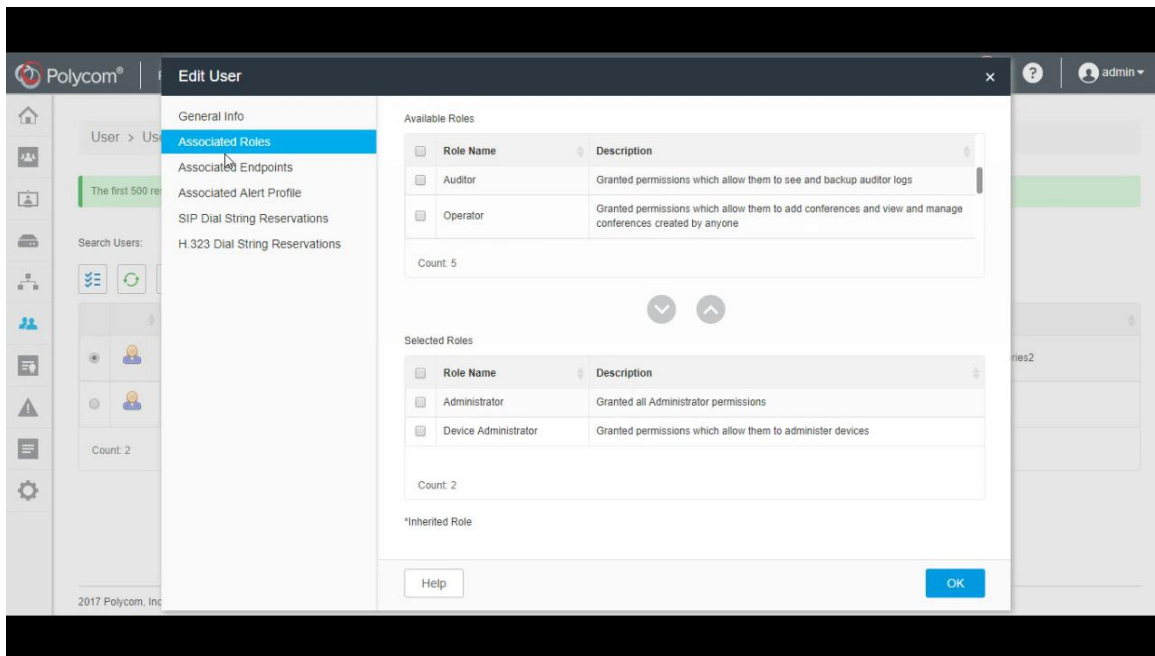 Polycom®
Edit User
×
?
admin
General Info
Associated Roles
Associated Endpoints
Associated Alert Profile
SIP Dial String Reservations
H.323 Dial String Reservations
User >
The first 500
Search Users:
Count: 2
2017 Polycom,
Available Roles
Role Name Description
Auditor Granted permissions which allow them to see and backup auditor logs
Operator Granted permissions which allow them to add conferences and view and manage
conferences created by anyone
Count: 5
Selected Roles
Role Name Description
Administrator Granted all Administrator permissions
Device Administrator Granted permissions which allow them to administer devices
Count: 2
*Inherited Role
Help
OK